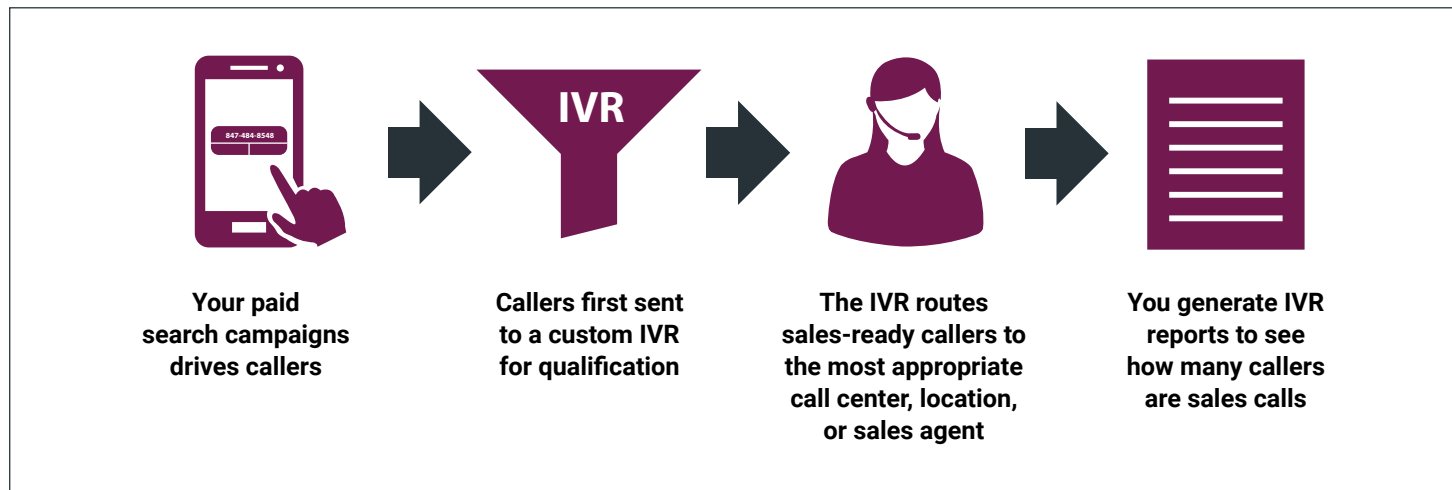 847-484-8548
IVR
Your paid
search campaigns
drives callers
Callers first sent
to a custom IVR
for qualification
The IVR routes
sales-ready callers to
the most appropriate
call center, location,
or sales agent
You generate IVR
reports to see
how many callers
are sales calls